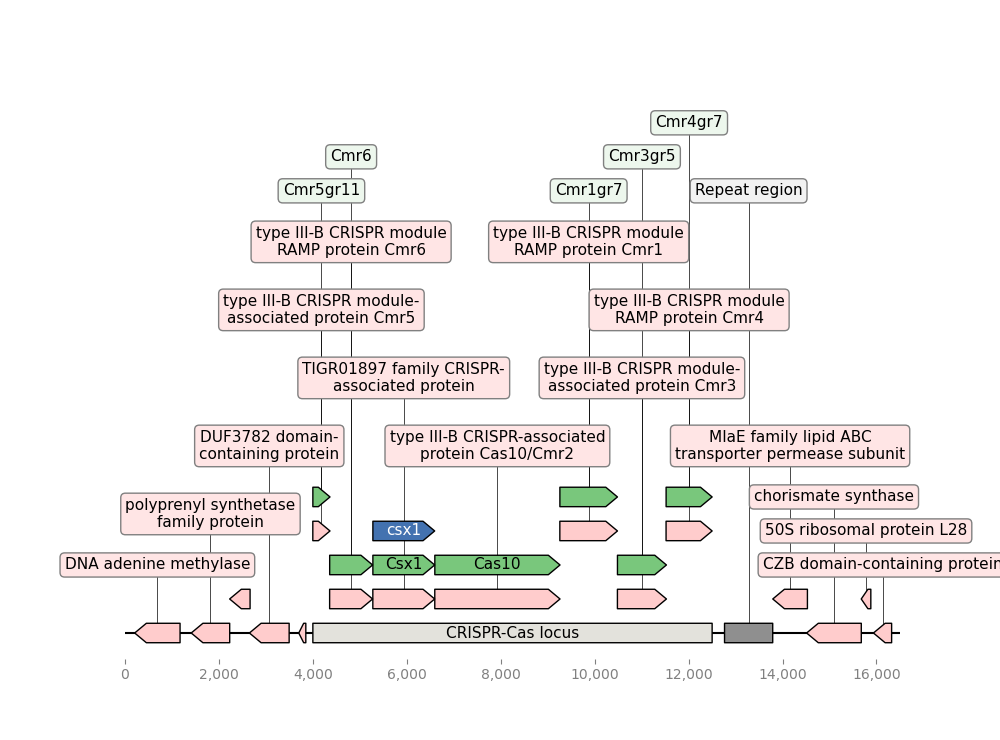 Cmr4gr7
Cmr6
Cmr3gr5
Cmr5gr11
Cmr1gr7
Repeat region
type III-B CRISPR module
RAMP protein Cmr6
type III-B CRISPR module
RAMP protein Cmr1
type III-B CRISPR module-
associated protein Cmr5
type III-B CRISPR module
RAMP protein Cmr4
TIGR01897 family CRISPR-
associated protein
type III-B CRISPR module-
associated protein Cmr3
DUF3782 domain-
containing protein
type III-B CRISPR-associated
protein Cas10/Cmr2
MlaE family lipid ABC
transporter permease subunit
polyprenyl synthetase
family protein
chorismate synthase
csx1
50S ribosomal protein L28
DNA adenine methylase
Csx1
Cas10
CZB domain-containing protein
CRISPR-Cas locus
0
2,000
4,000
6,000
8,000
10,000
12,000
14,000
16,000